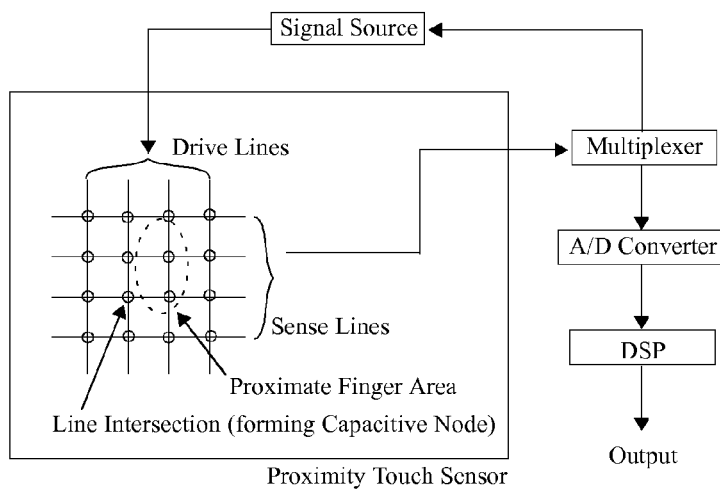 Signal Source
Drive Lines
Multiplexer
A/D Converter
Sense Lines
DSP
Proximate Finger Area
Line Intersection (forming Capacitive Node)
Output
Proximity Touch Sensor